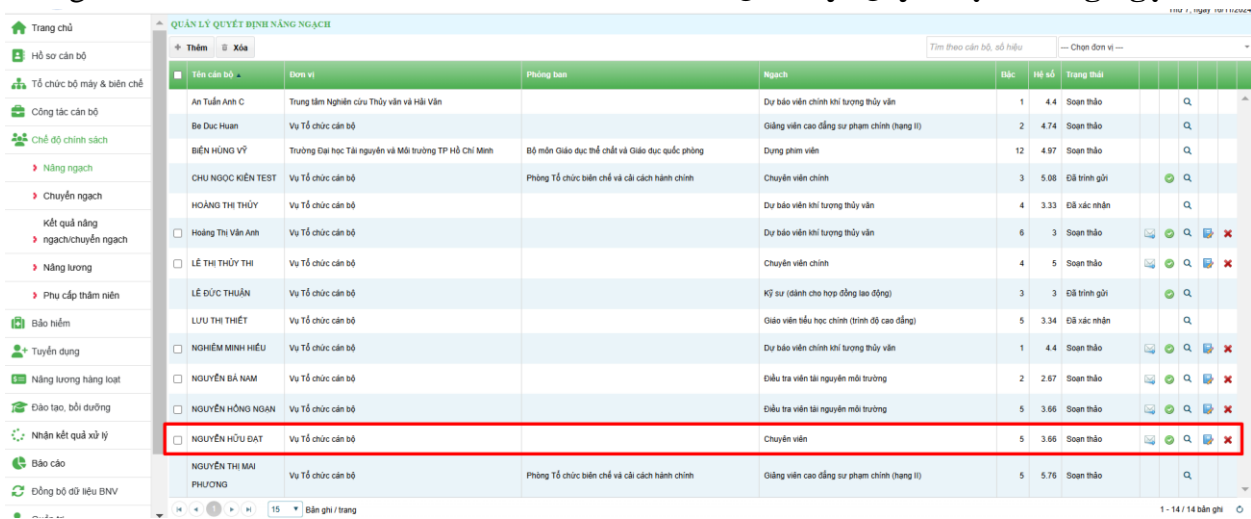 Thứ 7, ngày 16/11/2024
Trang chủ
Hồ sơ cán bộ
Tổ chức bộ máy & biên chế
Công tác cán bộ
Chế độ chính sách
Nâng ngạch
Chuyển ngạch
Kết quả nâng
ngạch/chuyển ngạch
Nâng lương
Phụ cấp thâm niên
Bảo hiểm
Tuyển dụng
Nâng lương hàng loạt
Đào tạo, bồi dưỡng
Nhận kết quả xử lý
Báo cáo
Đồng bộ dữ liệu BNV
QUẢN LÝ QUYẾT ĐỊNH NÂNG NGẠCH
+ Thêm Xóa Tìm theo cán bộ, số hiệu --- Chọn đơn vị ---
Tên cán bộ Đơn vị Phòng ban Ngạch Bậc Hệ số Trạng thái
An Tuấn Anh C Trung tâm Nghiên cứu Thủy văn và Hải Văn Dự báo viên chính khí tượng thủy văn 1 4.4 Soạn thảo
Be Duc Huan Vụ Tổ chức cán bộ Giảng viên cao đẳng sư phạm chính (hạng II) 2 4.74 Soạn thảo
BIỆN HÙNG VỸ Trường Đại học Tài nguyên và Môi trường TP Hồ Chí Minh Bộ môn Giáo dục thể chất và Giáo dục quốc phòng Dựng phim viên 12 4.97 Soạn thảo
CHU NGỌC KIÊN TEST Vụ Tổ chức cán bộ Phòng Tổ chức biên chế và cải cách hành chính Chuyên viên chính 3 5.08 Đã trình gửi
HOÀNG THỊ THỦY Vụ Tổ chức cán bộ Dự báo viên khí tượng thủy văn 4 3.33 Đã xác nhận
Hoàng Thị Vân Anh Vụ Tổ chức cán bộ Dự báo viên khí tượng thủy văn 6 3 Soạn thảo
LÊ THỊ THỦY THI Vụ Tổ chức cán bộ Chuyên viên chính 4 5 Soạn thảo
LÊ ĐỨC THUẬN Vụ Tổ chức cán bộ Kỹ sư (dành cho hợp đồng lao động) 3 3 Đã trình gửi
LƯU THỊ THIẾT Vụ Tổ chức cán bộ Giáo viên tiểu học chính (trình độ cao đẳng) 5 3.34 Đã xác nhận
NGHIÊM MINH HIẾU Vụ Tổ chức cán bộ Dự báo viên chính khí tượng thủy văn 1 4.4 Soạn thảo
NGUYỄN BÁ NAM Vụ Tổ chức cán bộ Điều tra viên tài nguyên môi trường 2 2.67 Soạn thảo
NGUYỄN HỒNG NGẠN Vụ Tổ chức cán bộ Điều tra viên tài nguyên môi trường 5 3.66 Soạn thảo
NGUYỄN HỮU ĐẠT Vụ Tổ chức cán bộ Chuyên viên 5 3.66 Soạn thảo
NGUYỄN THỊ MAI
PHƯƠNG Vụ Tổ chức cán bộ Phòng Tổ chức biên chế và cải cách hành chính Giảng viên cao đẳng sư phạm chính (hạng II) 5 5.76 Soạn thảo
1 15 Bản ghi / trang 1 - 14 / 14 bản ghi